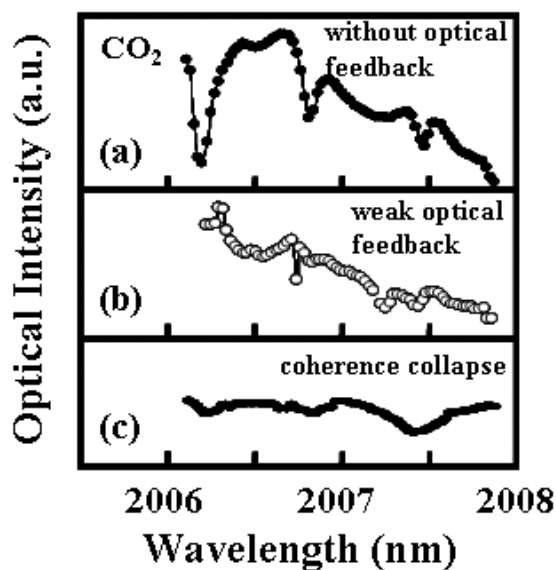 Optical Intensity (a.u.)
CO2
without optical
feedback
(a)
weak optical
feedback
(b)
coherence collapse
(c)
2006
2007
2008
Wavelength (nm)